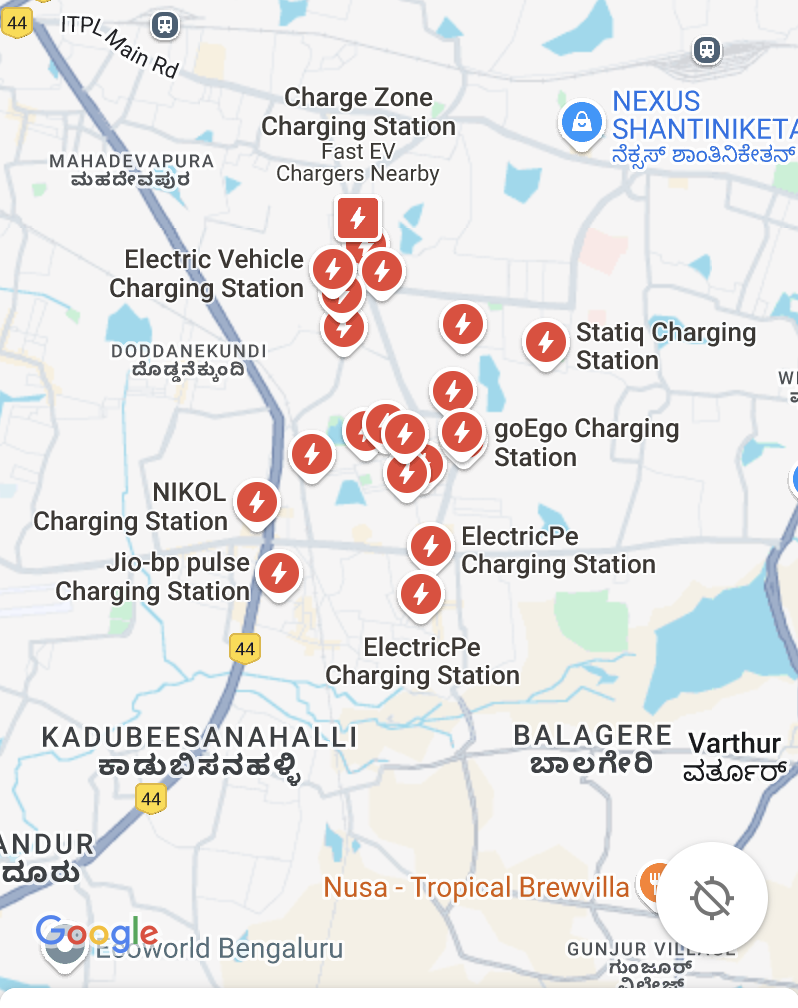 44
ITPL Main Rd
Charge Zone
Charging Station
Fast EV
Chargers Nearby
NEXUS
SHANTINIKETA
ನೆಕ್ಸಸ್ ಶಾಂತಿನಿಕೇತನ್
MAHADEVAPURA
ಮಹದೇವಪುರ
Electric Vehicle
Charging Station
Statiq Charging
Station
DODDANEKUNDI
ದೊಡ್ಡನೆಕ್ಕುಂದಿ
goEgo Charging
Station
NIKOL
Charging Station
ElectricPe
Charging Station
Jio-bp pulse
Charging Station
44
ElectricPe
Charging Station
KADUBEESANAHALLI
ಕಾಡುಬಿಸನಹಳ್ಳಿ
BALAGERE
ಬಾಲಗೇರಿ
Varthur
ವರ್ತೂರ್
44
ANDUR
ದೂರು
Nusa - Tropical Brewvilla
Google
Ecoworld Bengaluru
GUNJUR VILLAGE
ಗುಂಜೂರ್
ವಿಲೇಜ್